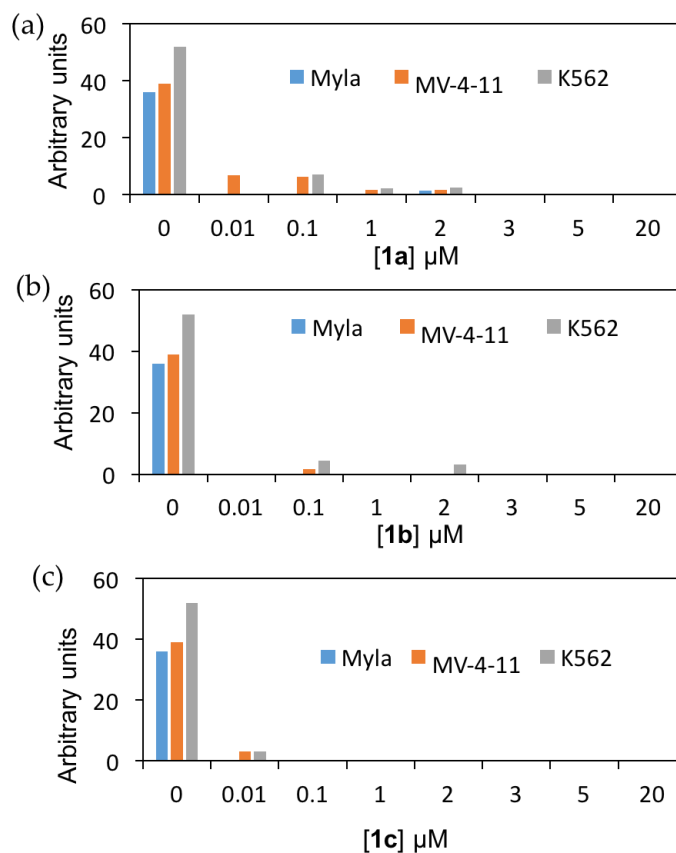 (a)
60
40
20
0
Arbitrary units
Myla MV-4-11 K562
0 0.01 0.1 1 2 3 5 20
[1a] µM
(b)
60
40
20
0
Arbitrary units
Myla MV-4-11 K562
0 0.01 0.1 1 2 3 5 20
[1b] µM
(c)
60
40
20
0
Arbitrary units
Myla MV-4-11 K562
0 0.01 0.1 1 2 3 5 20
[1c] µM